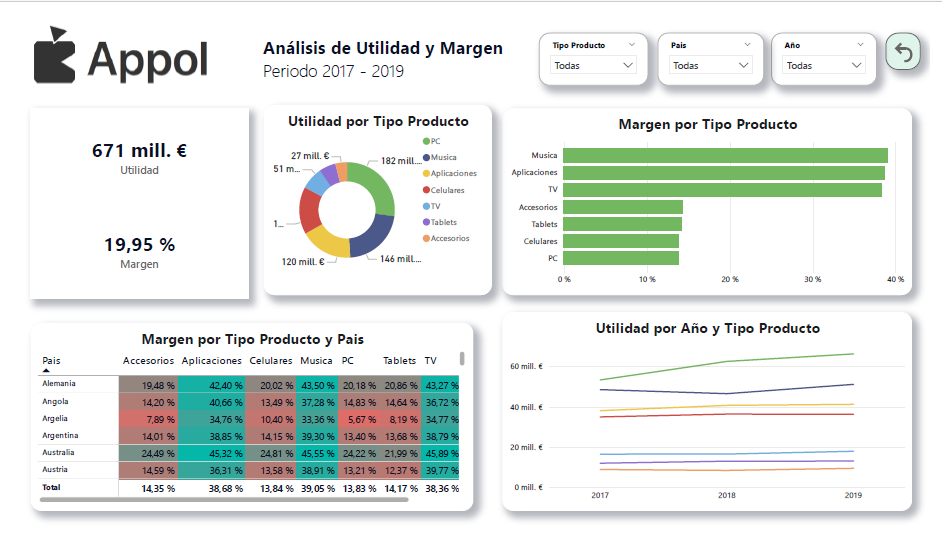 Appol
Análisis de Utilidad y Margen
Periodo 2017 - 2019
Tipo Producto
Todas
País
Todas
Año
Todas
671 mill. €
Utilidad
19,95 %
Margen
Utilidad por Tipo Producto
27 mill. €
51 m...
1...
120 mill. €
146 mill....
182 mill....
PC
Musica
Aplicaciones
Celulares
TV
Tablets
Accesorios
Margen por Tipo Producto
Musica
Aplicaciones
TV
Accesorios
Tablets
Celulares
PC
0 % 10 % 20 % 30 % 40 %
Margen por Tipo Producto y Pais
Pais Accesorios Aplicaciones Celulares Musica PC Tablets TV
Alemania 19,48 % 42,40 % 20,02 % 43,50 % 20,18 % 20,86 % 43,27 %
Angola 14,20 % 40,66 % 13,49 % 37,28 % 14,83 % 14,64 % 36,72 %
Argelia 7,89 % 34,76 % 10,40 % 33,36 % 5,67 % 8,19 % 34,77 %
Argentina 14,01 % 38,85 % 14,15 % 39,30 % 13,40 % 13,68 % 38,79 %
Australia 24,49 % 45,32 % 24,81 % 45,55 % 24,22 % 21,99 % 45,89 %
Austria 14,59 % 36,31 % 13,58 % 38,91 % 13,21 % 12,37 % 39,77 %
Total 14,35 % 38,68 % 13,84 % 39,05 % 13,83 % 14,17 % 38,36 %
Utilidad por Año y Tipo Producto
60 mill. €
40 mill. €
20 mill. €
0 mill. €
2017 2018 2019